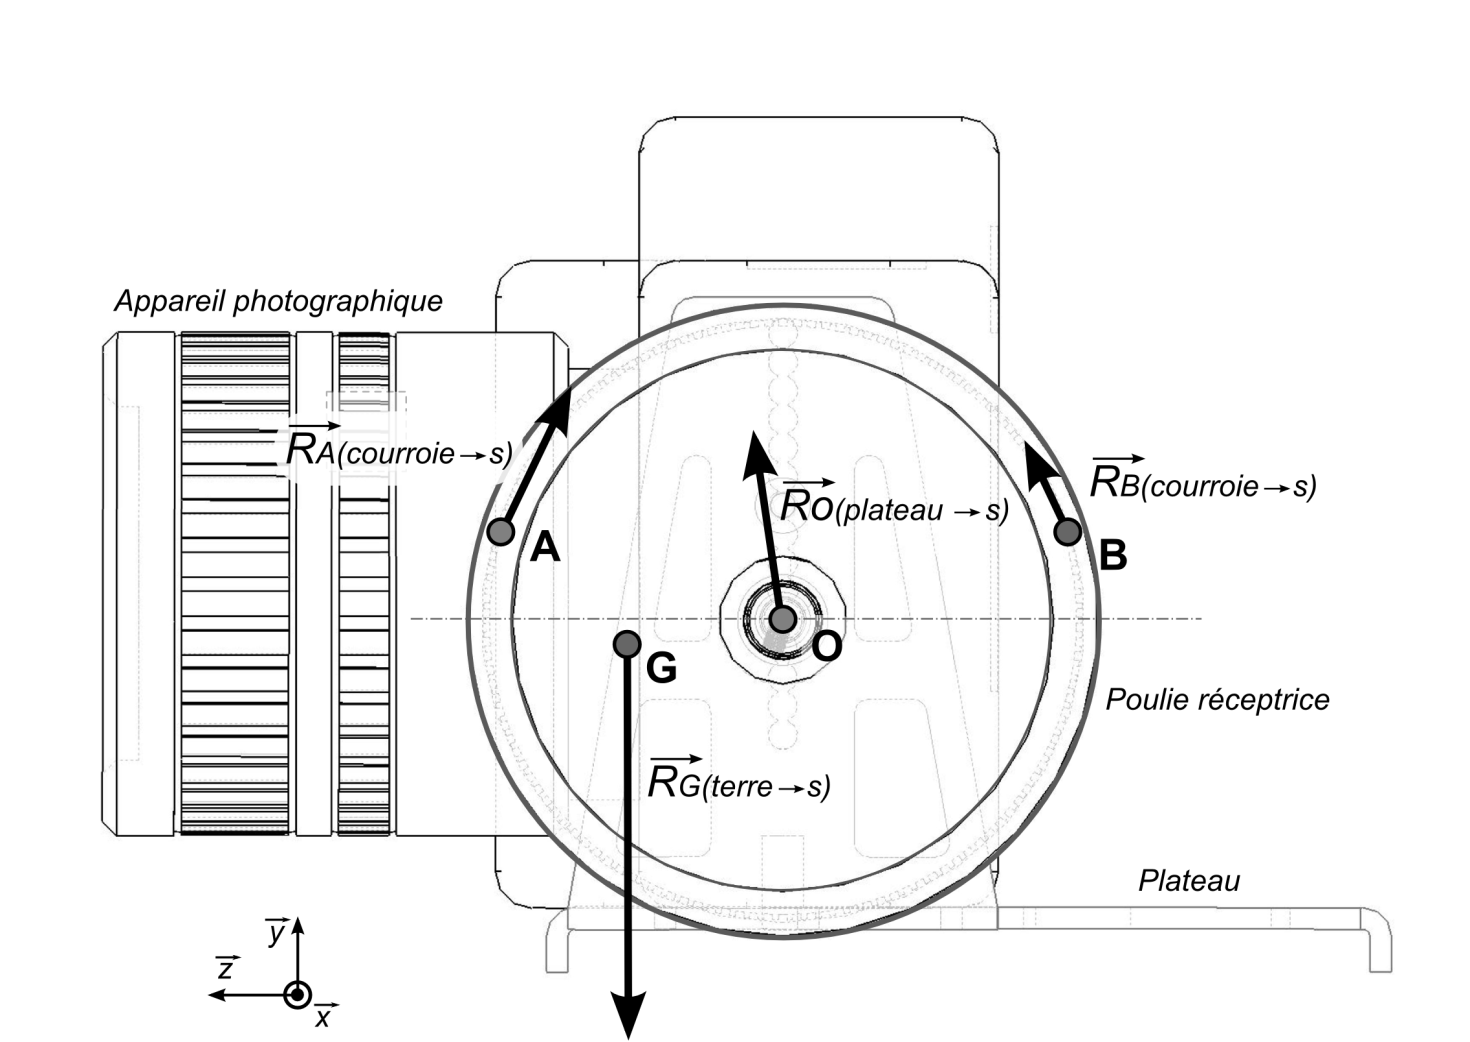 Appareil photographique
RA(courroie→s)
RB(courroie→s)
RO(plateau →s)
A
B
O
G
Poulie réceptrice
RG(terre→s)
Plateau
y
z
x